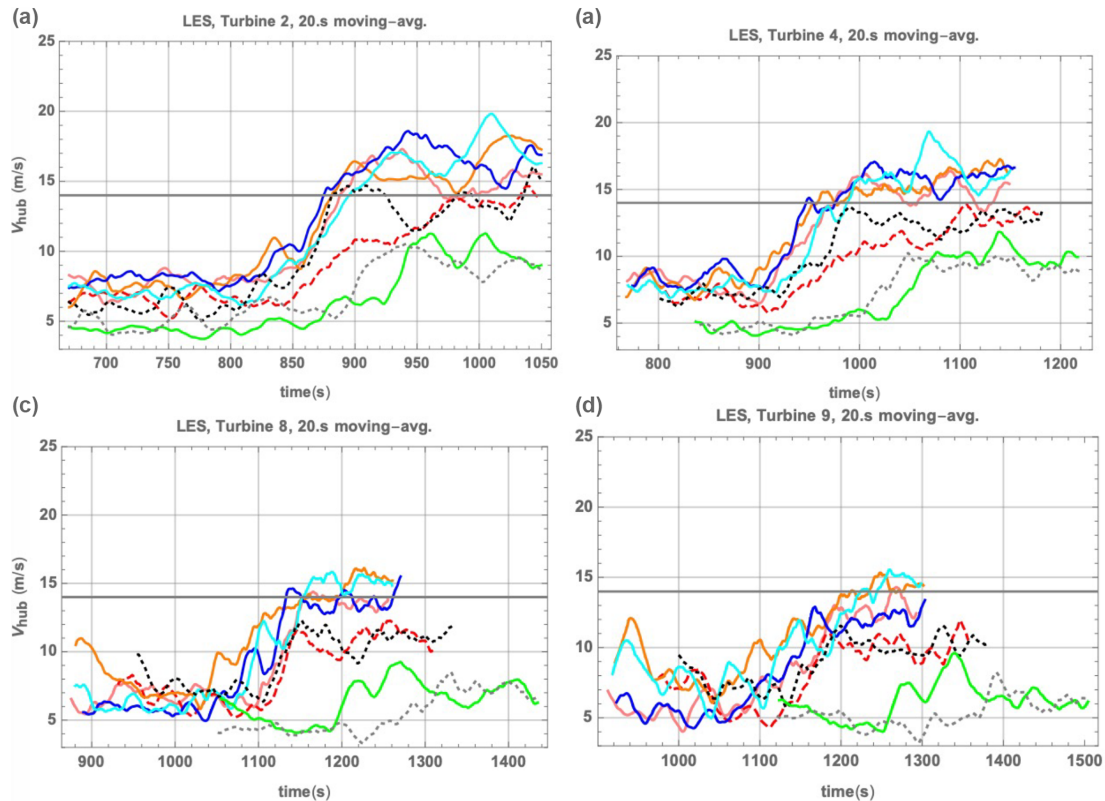 (a)
LES, Turbine 2, 20.s moving-avg.
25
20
15
10
5
Vhub (m/s)
700 750 800 850 900 950 1000 1050
time(s)
(a)
LES, Turbine 4, 20.s moving-avg.
25
20
15
10
5
800 900 1000 1100 1200
time(s)
(c)
LES, Turbine 8, 20.s moving-avg.
25
20
15
10
5
Vhub (m/s)
900 1000 1100 1200 1300 1400
time(s)
(d)
LES, Turbine 9, 20.s moving-avg.
25
20
15
10
5
1000 1100 1200 1300 1400 1500
time(s)